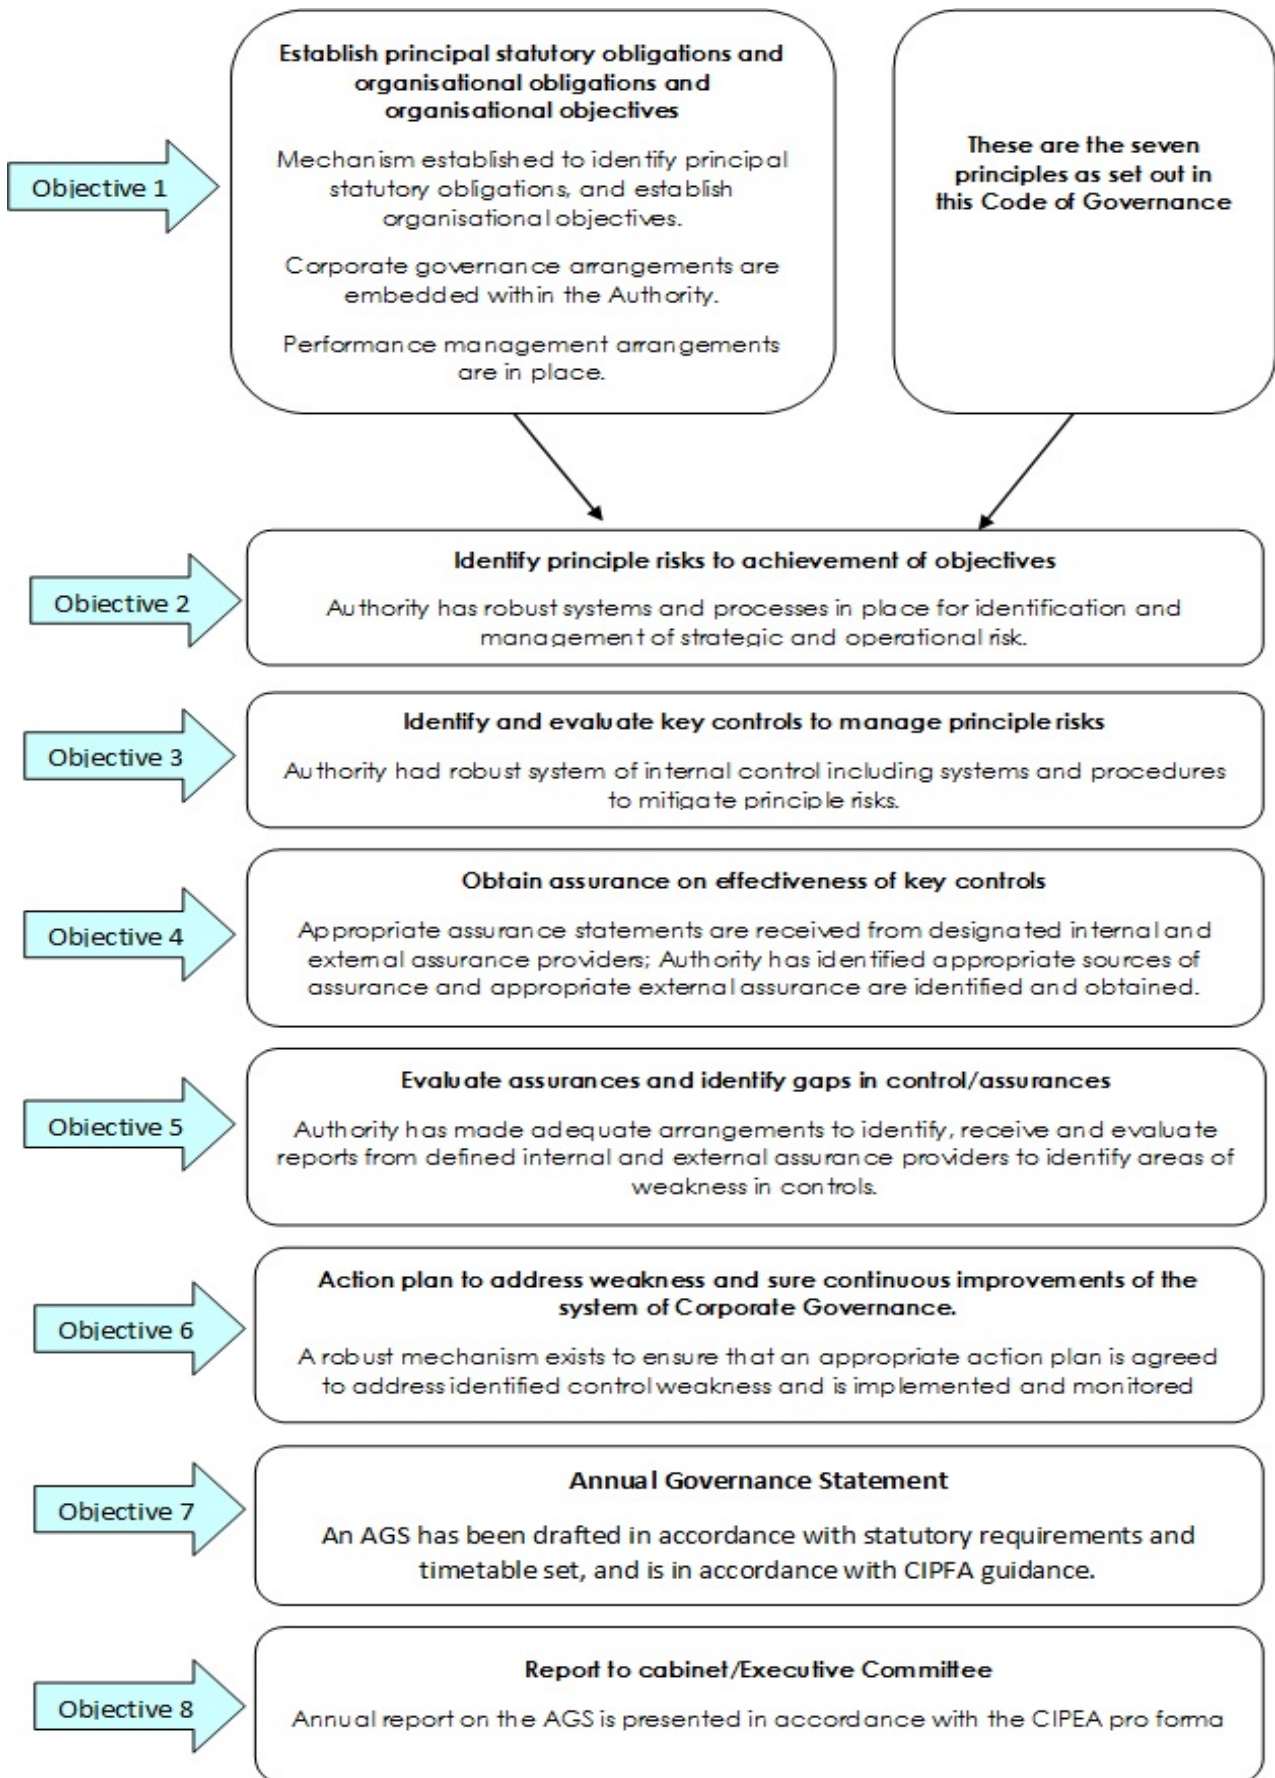 Establish principal statutory obligations and
organisational obligations and
organisational objectives
Mechanism established to identify principal
statutory obligations, and establish
organisational objectives.
Corporate governance arrangements are
embedded within the Authority.
Performance management arrangements
are in place.
Objective 1
These are the seven
principles as set out in
this Code of Governance
Objective 2
Identify principle risks to achievement of objectives
Authority has robust systems and processes in place for identification and
management of strategic and operational risk.
Objective 3
Identify and evaluate key controls to manage principle risks
Authority had robust system of internal control including systems and procedures
to mitigate principle risks.
Objective 4
Obtain assurance on effectiveness of key controls
Appropriate assurance statements are received from designated internal and
external assurance providers; Authority has identified appropriate sources of
assurance and appropriate external assurance are identified and obtained.
Objective 5
Evaluate assurances and identify gaps in control/assurances
Authority has made adequate arrangements to identify, receive and evaluate
reports from defined internal and external assurance providers to identify areas of
weakness in controls.
Objective 6
Action plan to address weakness and sure continuous improvements of the
system of Corporate Governance.
A robust mechanism exists to ensure that an appropriate action plan is agreed
to address identified control weakness and is implemented and monitored
Objective 7
Annual Governance Statement
An AGS has been drafted in accordance with statutory requirements and
timetable set, and is in accordance with CIPFA guidance.
Objective 8
Report to cabinet/Executive Committee
Annual report on the AGS is presented in accordance with the CIPEA pro forma